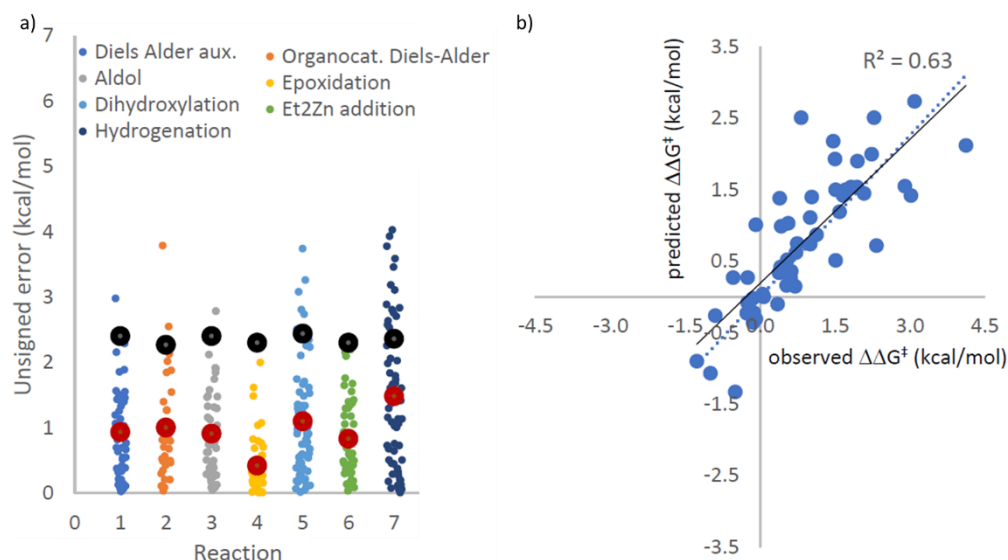 a)
7
6
5
4
3
2
1
0
Unsigned error (kcal/mol)
Diels Alder aux.
Organocat. Diels-Alder
Aldol
Epoxidation
Dihydroxylation
Et2Zn addition
Hydrogenation
0 1 2 3 4 5 6 7
Reaction
b)
3.5
R² = 0.63
2.5
1.5
0.5
predicted ΔΔG‡ (kcal/mol)
-4.5 -3.0 -1.5 0.0 1.5 3.0 4.5
-0.5
observed ΔΔG‡ (kcal/mol)
-1.5
-2.5
-3.5